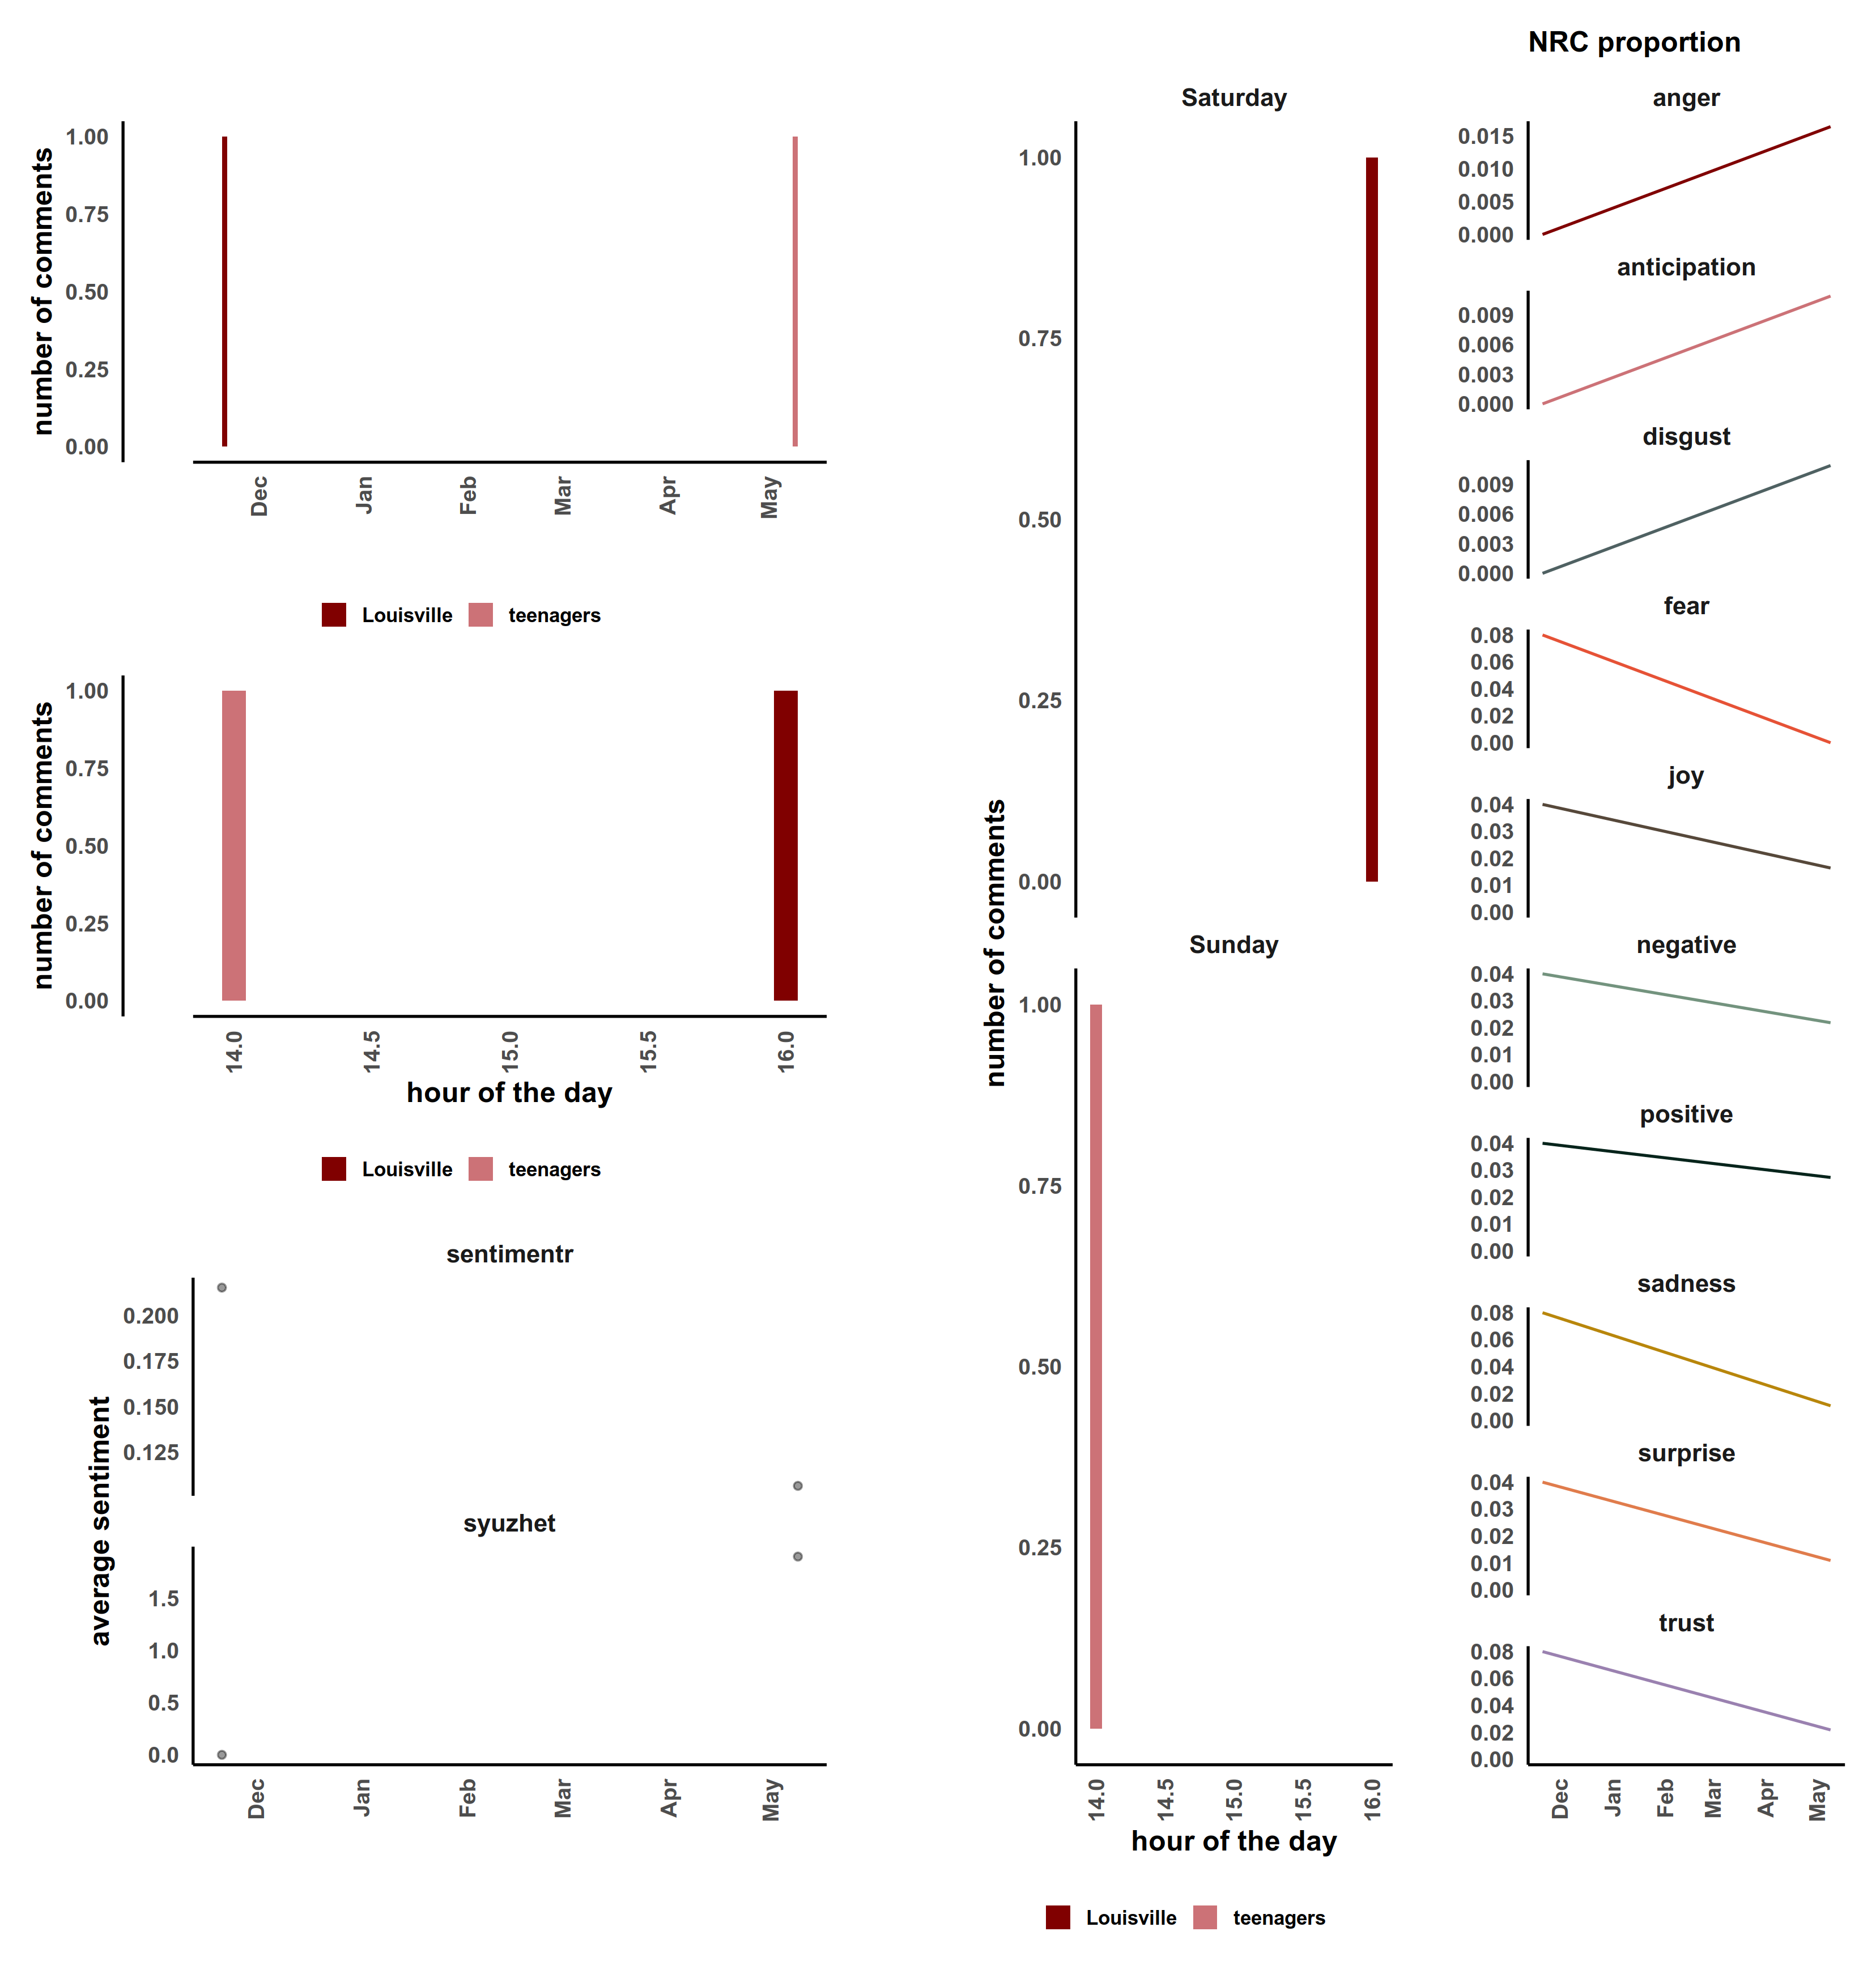 number of comments
1.00
0.75
0.50
0.25
0.00
Dec
Jan
Feb
Mar
Apr
May
Louisville
teenagers
number of comments
1.00
0.75
0.50
0.25
0.00
14.0
14.5
15.0
15.5
16.0
hour of the day
Louisville
teenagers
average sentiment
sentimentr
0.200
0.175
0.150
0.125
syuzhet
1.5
1.0
0.5
0.0
Dec
Jan
Feb
Mar
Apr
May
number of comments
Saturday
1.00
0.75
0.50
0.25
0.00
Sunday
1.00
0.75
0.50
0.25
0.00
14.0
14.5
15.0
15.5
16.0
hour of the day
Louisville
teenagers
NRC proportion
anger
0.015
0.010
0.005
0.000
anticipation
0.009
0.006
0.003
0.000
disgust
0.009
0.006
0.003
0.000
fear
0.08
0.06
0.04
0.02
0.00
joy
0.04
0.03
0.02
0.01
0.00
negative
0.04
0.03
0.02
0.01
0.00
positive
0.04
0.03
0.02
0.01
0.00
sadness
0.08
0.06
0.04
0.02
0.00
surprise
0.04
0.03
0.02
0.01
0.00
trust
0.08
0.06
0.04
0.02
0.00
Dec
Jan
Feb
Mar
Apr
May